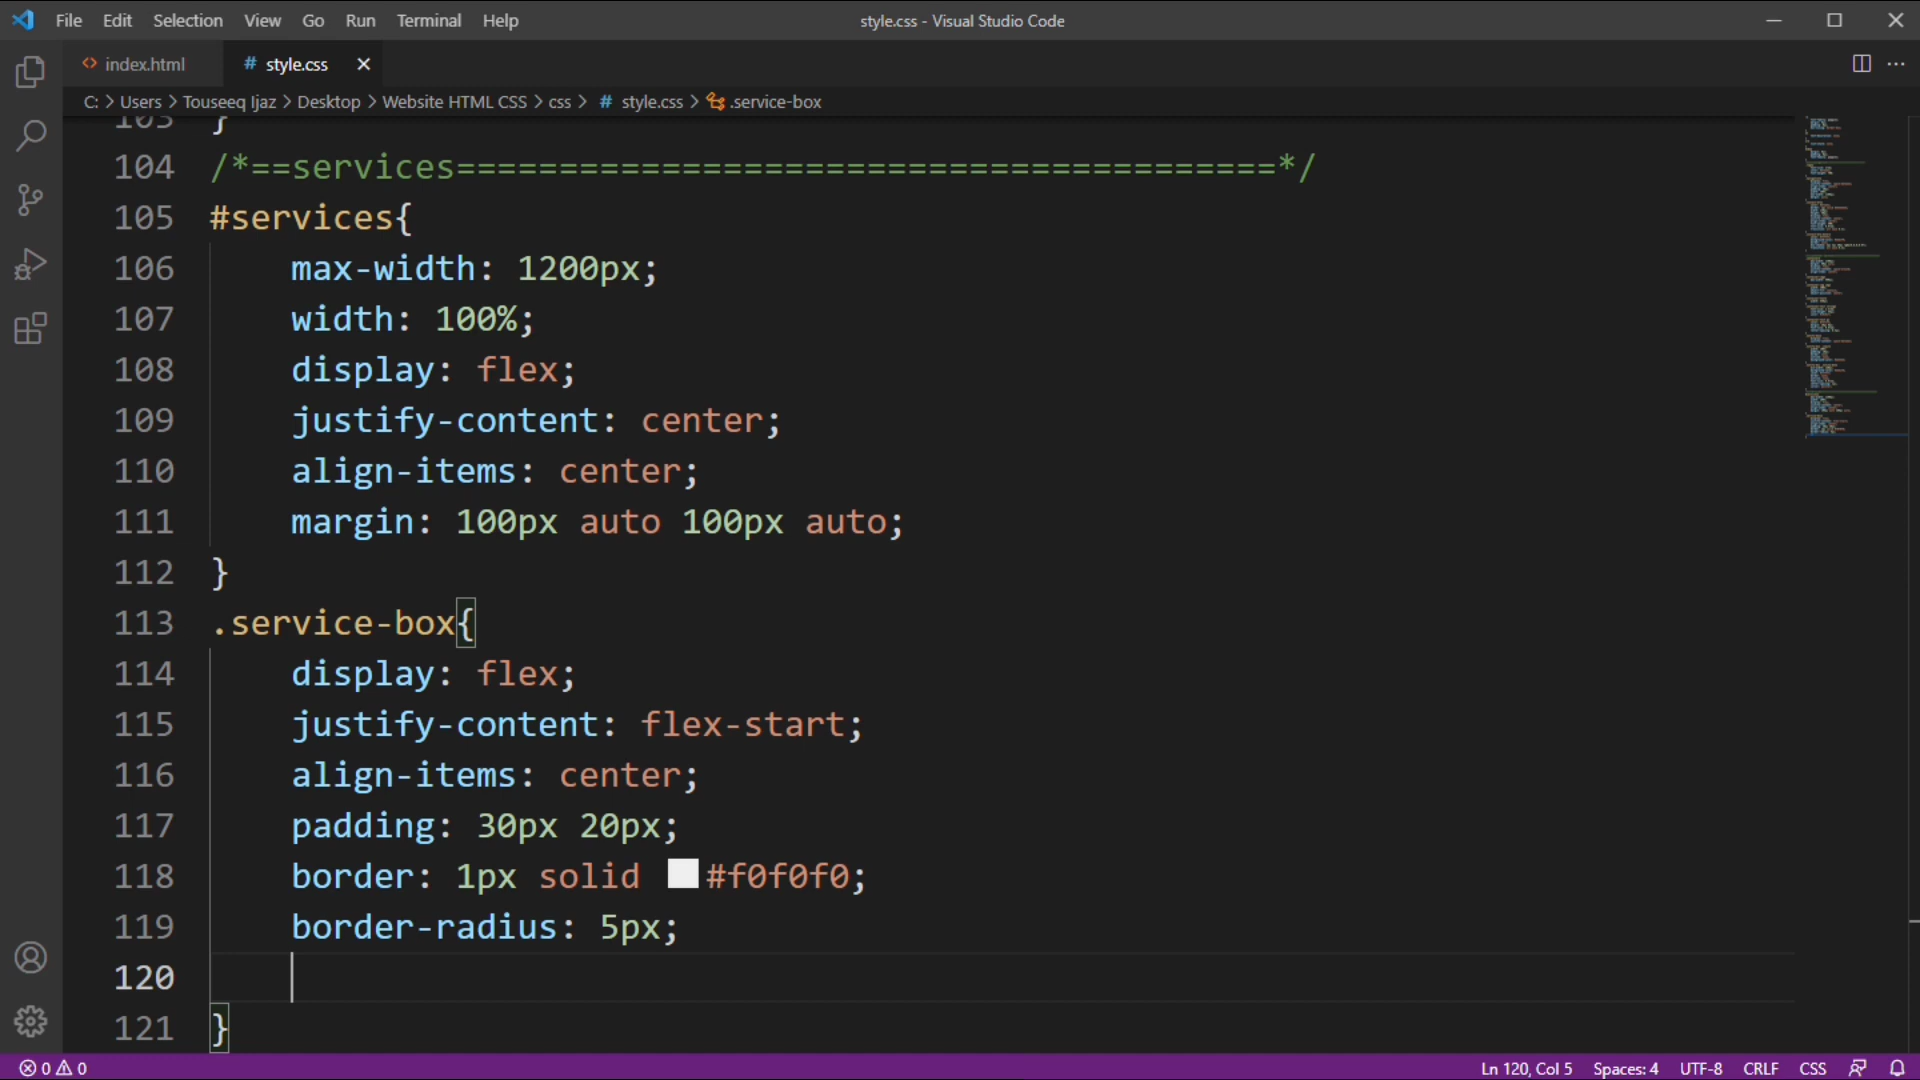 File Edit Selection View Go Run Terminal Help style.css - Visual Studio Code
<> index.html # style.css ×
C: > Users > Touseeq Ijaz > Desktop > Website HTML CSS > css > # style.css > .service-box
103 }
104 /*==services========================================*/
105 #services{
106 max-width: 1200px;
107 width: 100%;
108 display: flex;
109 justify-content: center;
110 align-items: center;
111 margin: 100px auto 100px auto;
112 }
113 .service-box{
114 display: flex;
115 justify-content: flex-start;
116 align-items: center;
117 padding: 30px 20px;
118 border: 1px solid #f0f0f0;
119 border-radius: 5px;
120
121 }
0 0 Ln 120, Col 5 Spaces: 4 UTF-8 CRLF CSS